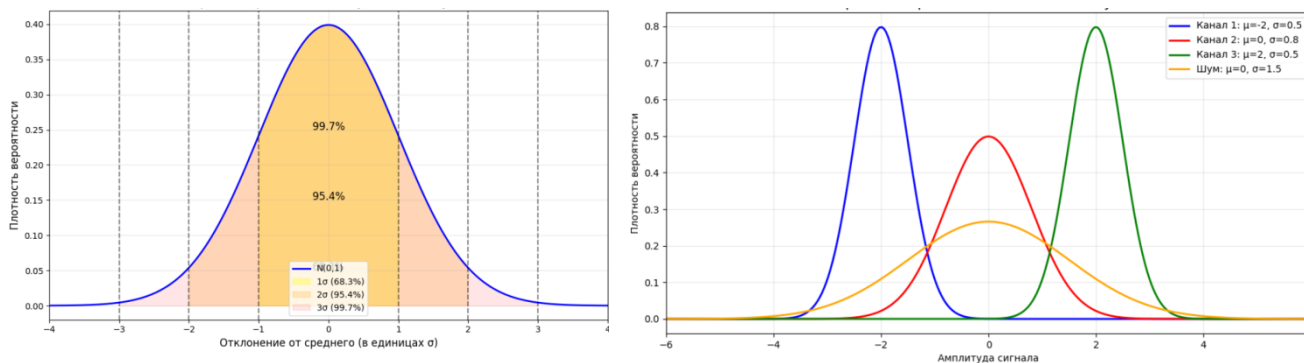 0.40
0.35
0.30
0.25
0.20
0.15
0.10
0.05
0.00
Плотность вероятности
99.7%
95.4%
N(0,1)
1σ (68.3%)
2σ (95.4%)
3σ (99.7%)
−4 −3 −2 −1 0 1 2 3 4
Отклонение от среднего (в единицах σ)
0.8
0.7
0.6
0.5
0.4
0.3
0.2
0.1
0.0
Плотность вероятности
Канал 1: μ=-2, σ=0.5
Канал 2: μ=0, σ=0.8
Канал 3: μ=2, σ=0.5
Шум: μ=0, σ=1.5
−6 −4 −2 0 2 4
Амплитуда сигнала